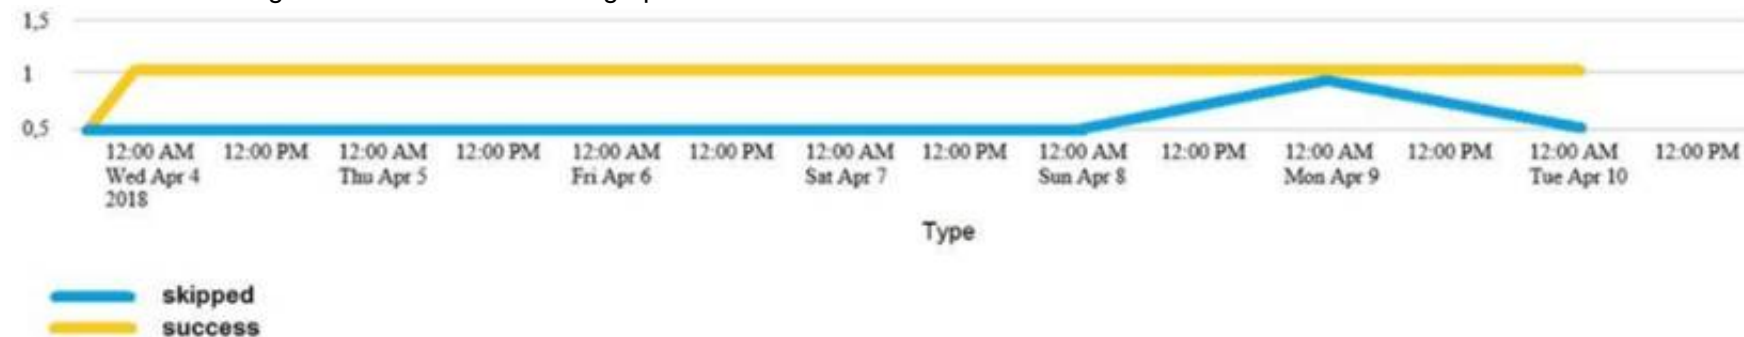 1,5
1
0,5
12:00 AM 12:00 PM 12:00 AM 12:00 PM 12:00 AM 12:00 PM 12:00 AM 12:00 PM 12:00 AM 12:00 PM 12:00 AM 12:00 PM 12:00 AM 12:00 PM
Wed Apr 4 Thu Apr 5 Fri Apr 6 Sat Apr 7 Sun Apr 8 Mon Apr 9 Tue Apr 10
2018
Type
skipped
success